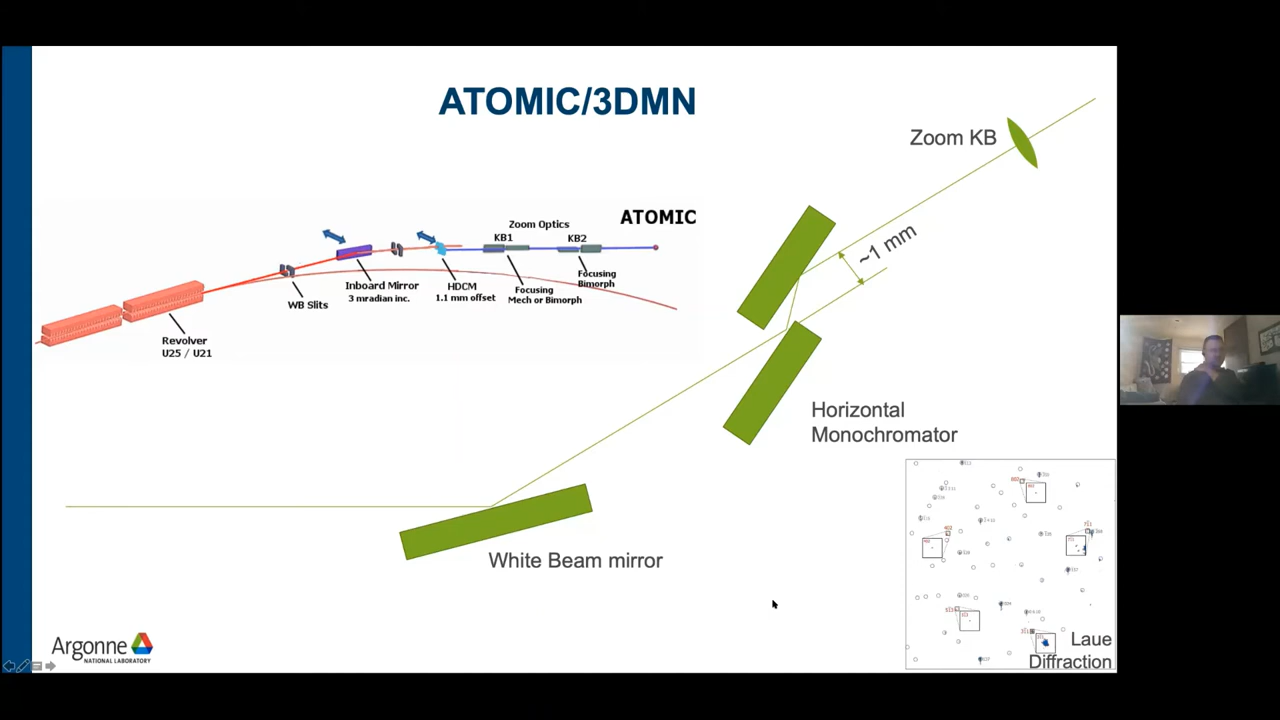 ATOMIC/3DMN
Zoom KB
ATOMIC
Zoom Optics
KB1
KB2
~1 mm
Focusing
Bimorph
Inboard Mirror
3 mradian inc.
HDCM
1.1 mm offset
Focusing
Mech or Bimorph
WB Slits
Revolver
U25 / U21
Horizontal
Monochromator
White Beam mirror
Laue
Diffraction
Argonne
NATIONAL LABORATORY